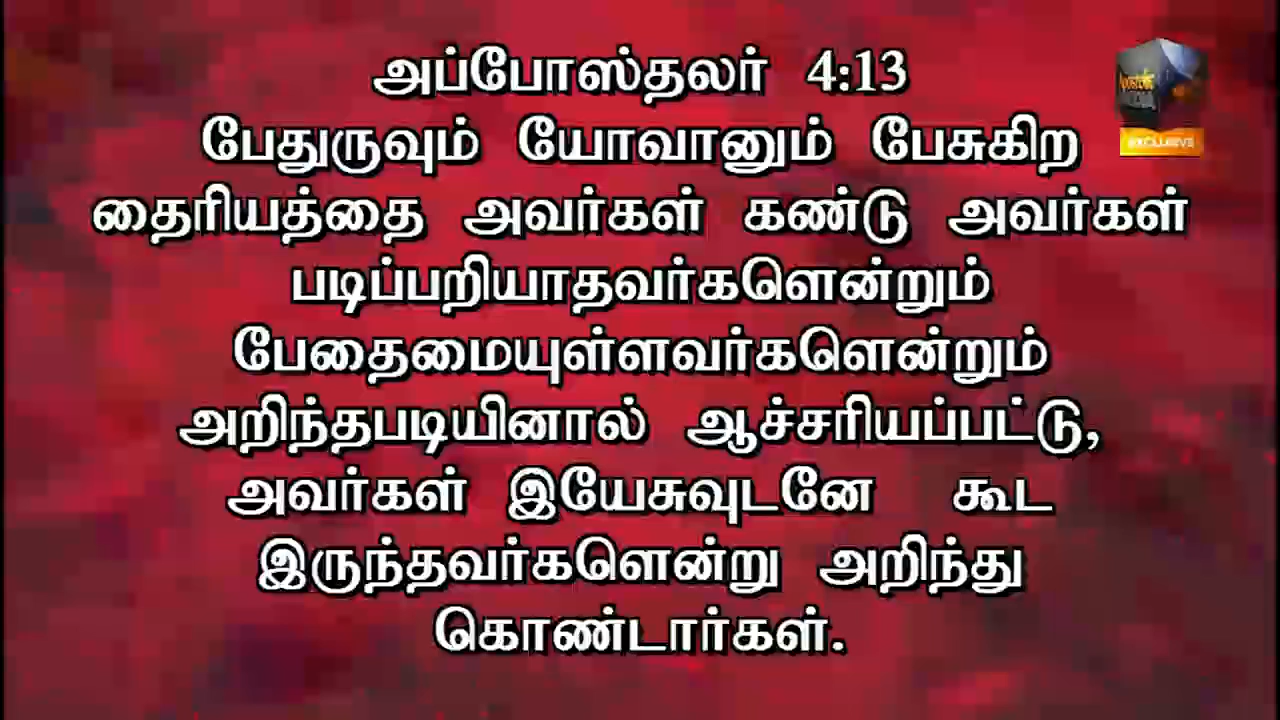 அப்போஸ்தலர் 4:13
பேதுருவும் யோவானும் பேசுகிற
தைரியத்தை அவர்கள் கண்டு அவர்கள்
படிப்பறியாதவர்களென்றும்
பேதைமையுள்ளவர்களென்றும்
அறிந்தபடியினால் ஆச்சரியப்பட்டு,
அவர்கள் இயேசுவுடனே கூட
இருந்தவர்களென்று அறிந்து
கொண்டார்கள்.
EXCLUSIVE